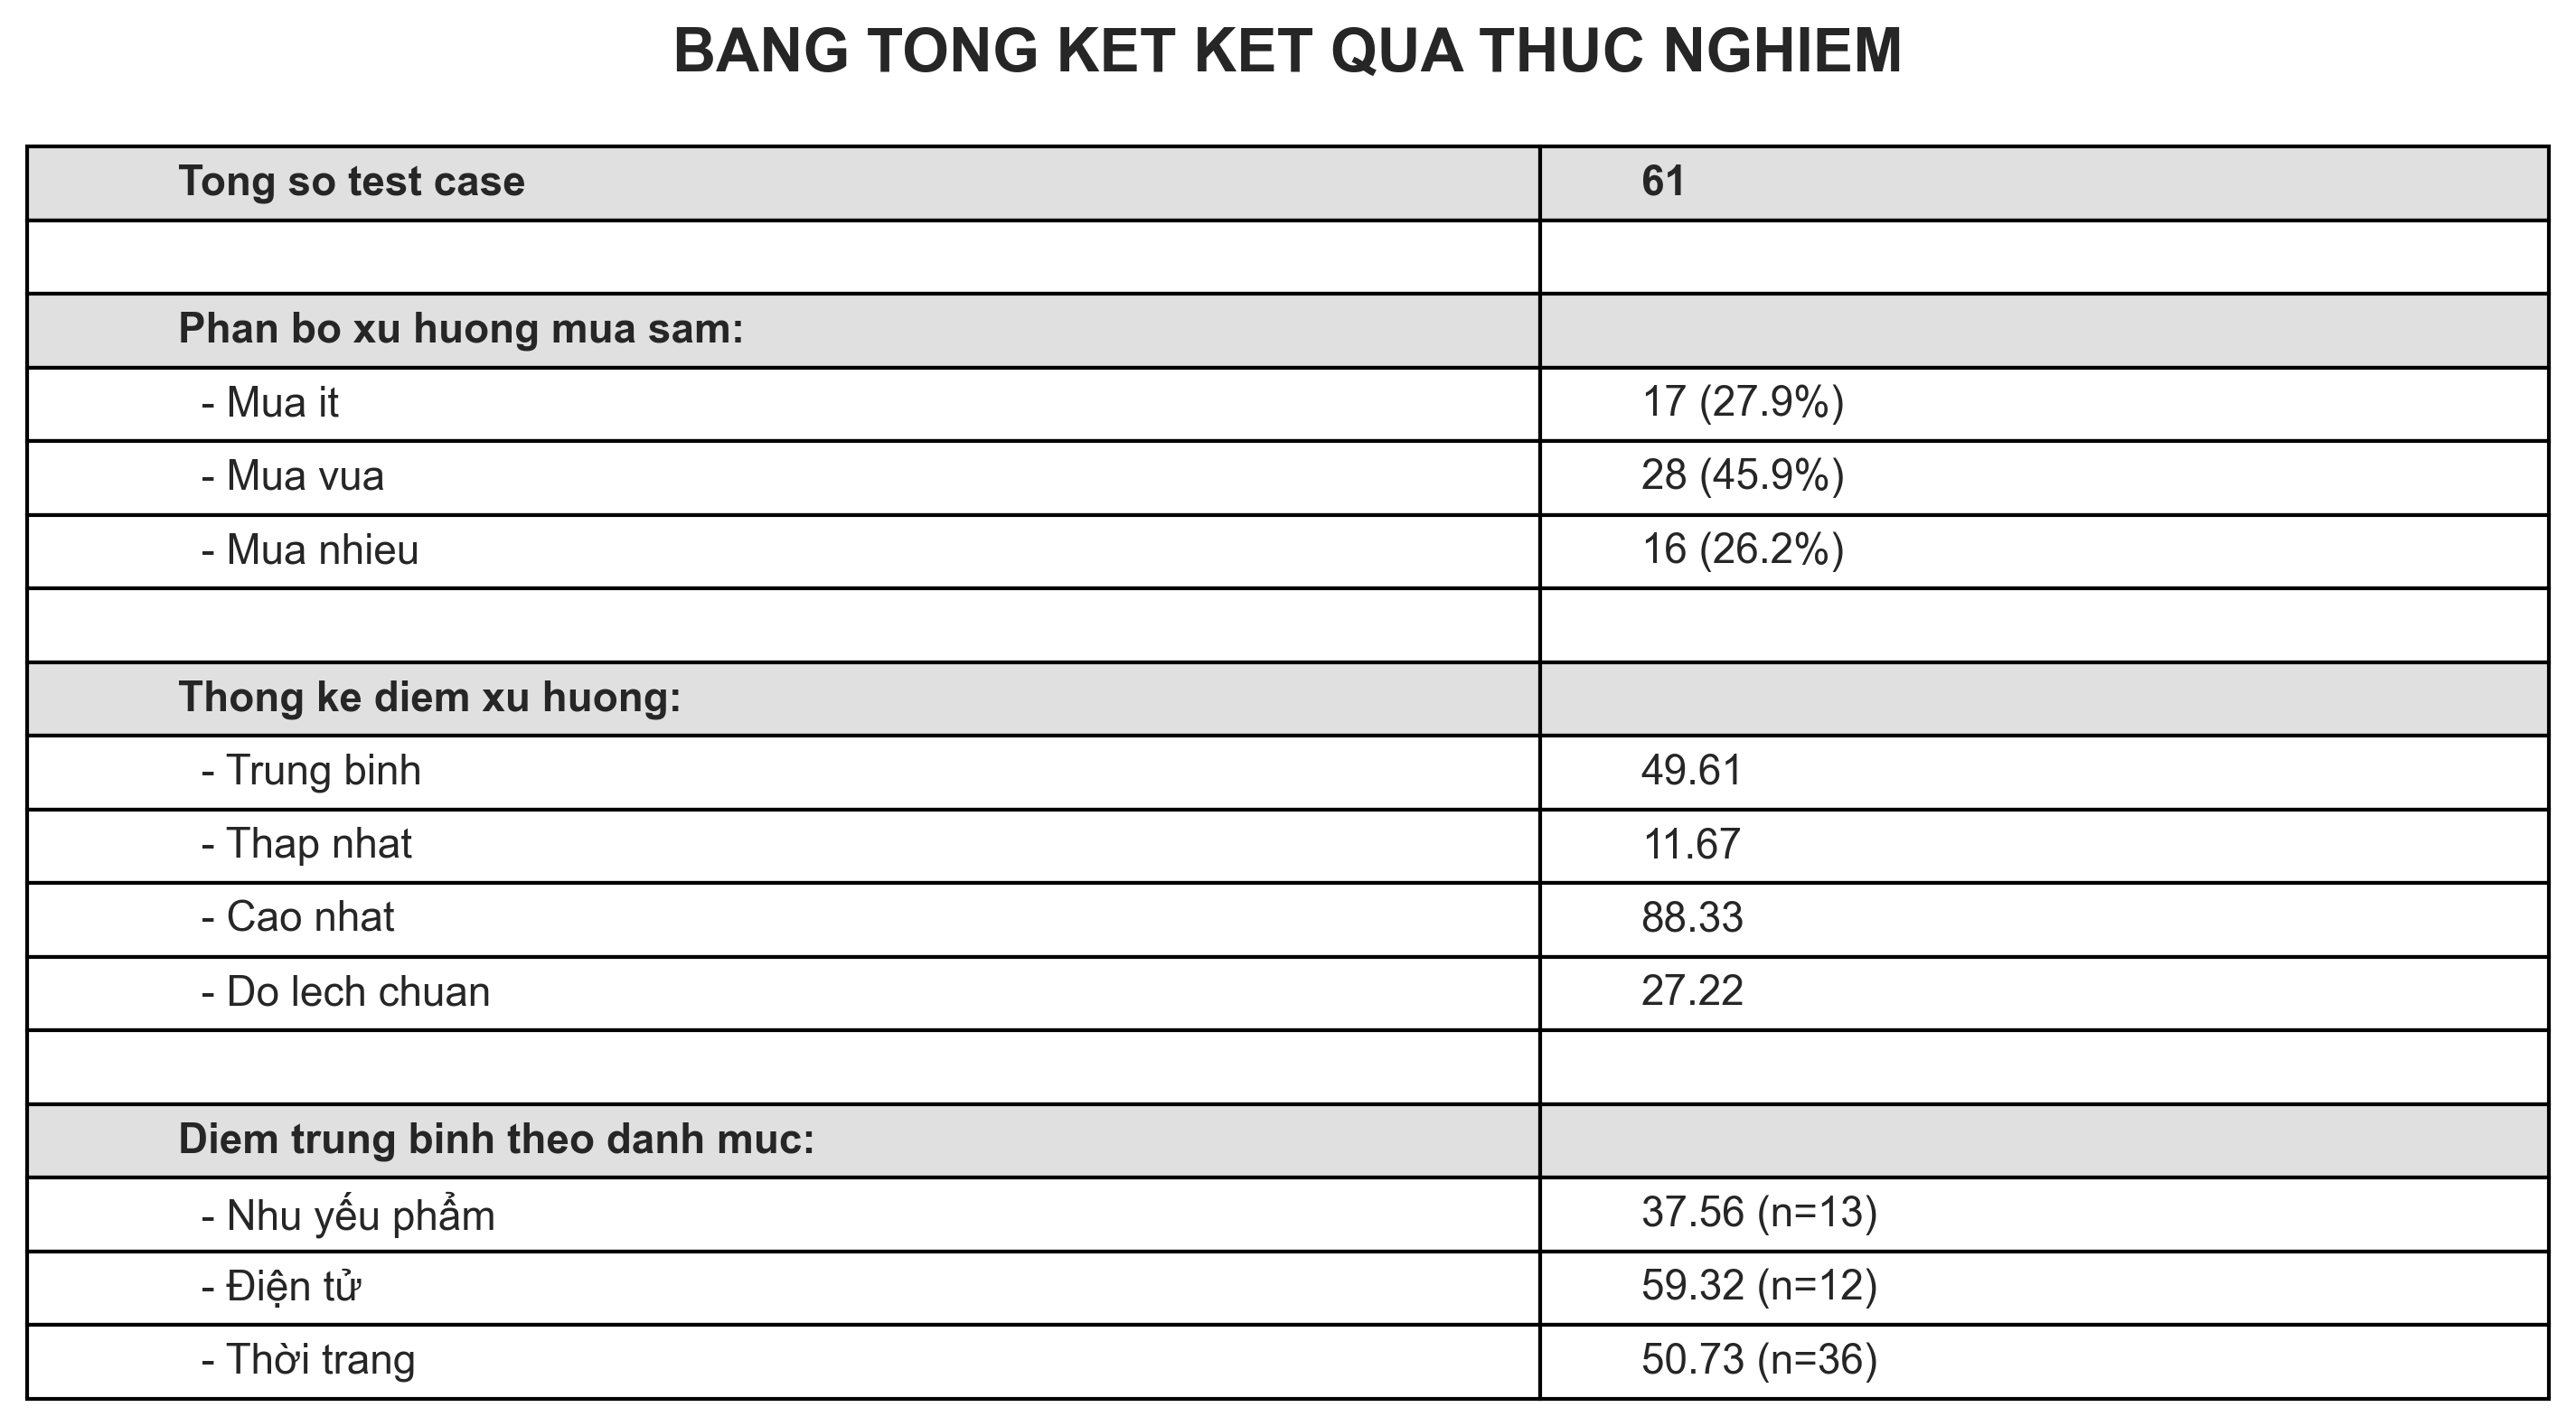 BANG TONG KET KET QUA THUC NGHIEM
Tong so test case 61
Phan bo xu huong mua sam:
- Mua it 17 (27.9%)
- Mua vua 28 (45.9%)
- Mua nhieu 16 (26.2%)
Thong ke diem xu huong:
- Trung binh 49.61
- Thap nhat 11.67
- Cao nhat 88.33
- Do lech chuan 27.22
Diem trung binh theo danh muc:
- Nhu yếu phẩm 37.56 (n=13)
- Điện tử 59.32 (n=12)
- Thời trang 50.73 (n=36)